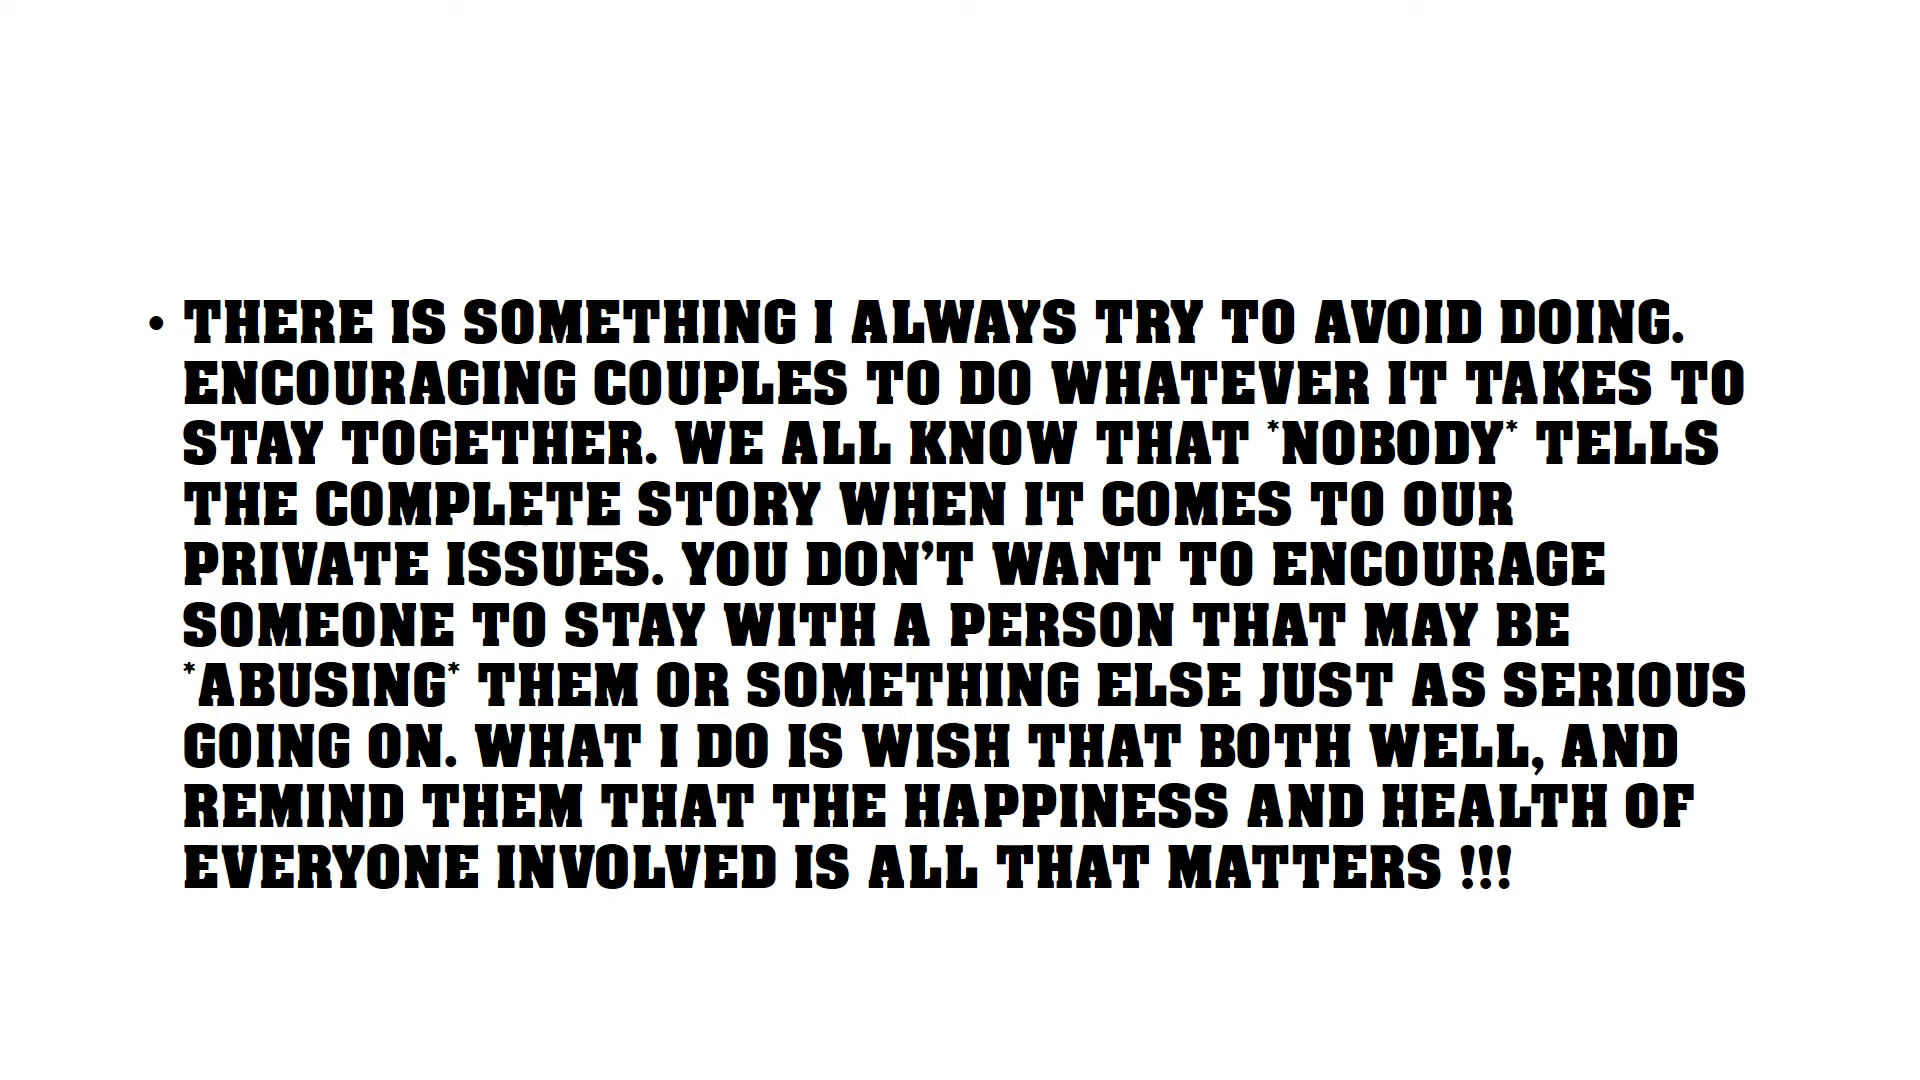 • THERE IS SOMETHING I ALWAYS TRY TO AVOID DOING.
ENCOURAGING COUPLES TO DO WHATEVER IT TAKES TO
STAY TOGETHER. WE ALL KNOW THAT *NOBODY* TELLS
THE COMPLETE STORY WHEN IT COMES TO OUR
PRIVATE ISSUES. YOU DON’T WANT TO ENCOURAGE
SOMEONE TO STAY WITH A PERSON THAT MAY BE
*ABUSING* THEM OR SOMETHING ELSE JUST AS SERIOUS
GOING ON. WHAT I DO IS WISH THAT BOTH WELL, AND
REMIND THEM THAT THE HAPPINESS AND HEALTH OF
EVERYONE INVOLVED IS ALL THAT MATTERS !!!